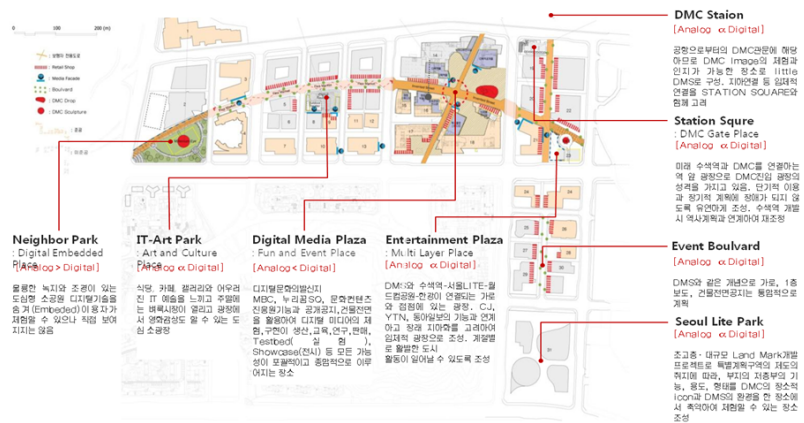 DMC Staion
[Analog α Digital]
공항으로부터의 DMC관문에 해당
하므로 DMC Image의 체험과
인지가 가능한 장소로 little
DMS로 구성. 지하연결 등 입체적
연결을 STATION SQUARE와
함께 고려
Station Squre
: DMC Gate Place
[Analog α Digital]
미래 수색역과 DMC를 연결하는
역 앞 광장으로 DMC진입 광장의
성격을 가지고 있음. 단기적 이용
과 장기적 계획에 장애가 되지 않
도록 유연하게 조성. 수색역 개발
시 역사계획과 연계하여 재조정
Event Boulvard
[Analog α Digital]
DMS와 같은 개념으로 가로, 1층
보도, 건물전면공지는 통임적으로
계획
Seoul Lite Park
[Analog α Digital]
초고층·대규모 Land Mark개발
프로젝트로 특별계획구역의 제도의
취지에 따라, 부지의 저층부의 기
능, 용도, 형태를 DMC의 장소적
Icon과 DMS의 환경을 한 장소에
서 축약하여 체험할 수 있는 장소
조성
Neighbor Park
: Digital Embedded
Place
[Analog > Digital]
울룡한 녹지와 조경이 있는
도심형 소공원 디지털기술을
숨겨(Embeded)이용자가
체험할 수 있으나 직접 보여
지지는 않음
IT-Art Park
: Art and Culture
Place
[Analog α Digital]
식당, 카페, 갤러리와 어우러
진 IT 예술을 느끼고 주말에
는 벼룩시장이 열리고 광장에
서 영화감상도 할 수 있는 도
심 소광장
Digital Media Plaza
: Fun and Event Place
[Analog < Digital]
디지털문화의발신지
MBC, 누리꿈SQ, 문화컨텐츠
진흥원기능과 공개공지,건물전면
을 활용하여 디지털 미디어의 체
험,구현이 생산,교육,연구,판매,
Testbed(실험),
Showcase(전시) 등 모든 가능
성이 포괄적이고 종합적으로 이루
어지는 장소
Entertainment Plaza
: Multi Layer Place
[Analog α Digital]
DMS와 수색역-서울LITE-월
드컵공원-한강이 연결되는 가로
와 접점에 있는 광장. CJ,
YTN, 동아일보의 기능과 연계하
고 장래 지하화를 고려하여
입체적 광장으로 조성. 계절별
로 활발한 도시
활동이 일어날 수 있도록 조성
Retail Shop
Media Facade
Boulvard
DMC Drop
DMC Sculpture